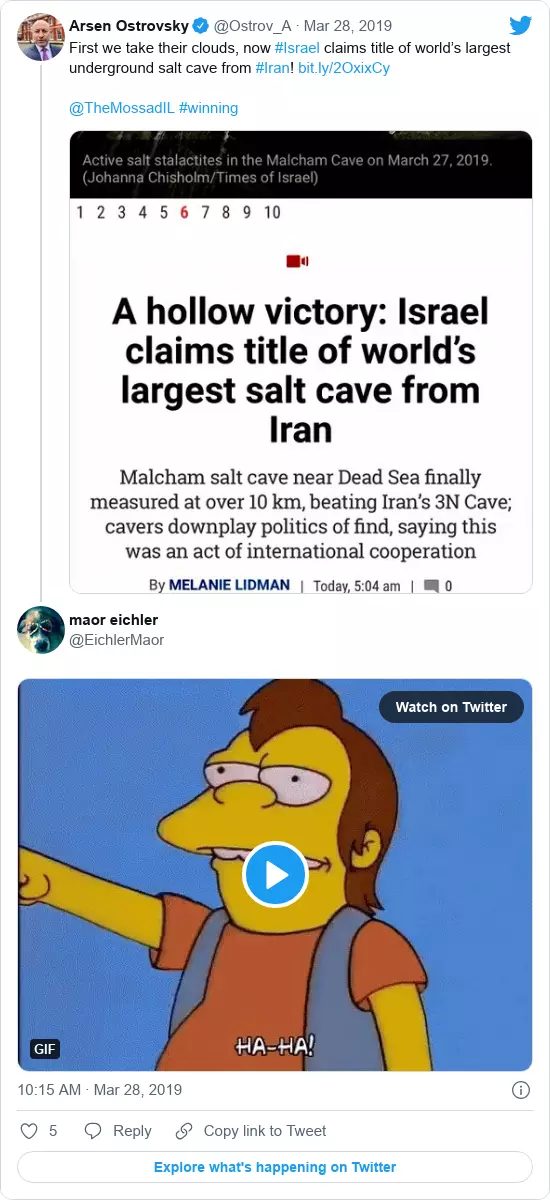 Arsen Ostrovsky @Ostrov_A · Mar 28, 2019
First we take their clouds, now #Israel claims title of world's largest
underground salt cave from #Iran! bit.ly/2OxixCy
@TheMossadIL #winning
Active salt stalactites in the Malcham Cave on March 27, 2019.
(Johanna Chisholm/Times of Israel)
1 2 3 4 5 6 7 8 9 10
A hollow victory: Israel
claims title of world's
largest salt cave from
Iran
Malcham salt cave near Dead Sea finally
measured at over 10 km, beating Iran's 3N Cave;
cavers downplay politics of find, saying this
was an act of international cooperation
By MELANIE LIDMAN | Today, 5:04 am | 0
maor eichler
@EichlerMaor
Watch on Twitter
HA-HA!
GIF
10:15 AM · Mar 28, 2019
5 Reply Copy link to Tweet
Explore what's happening on Twitter